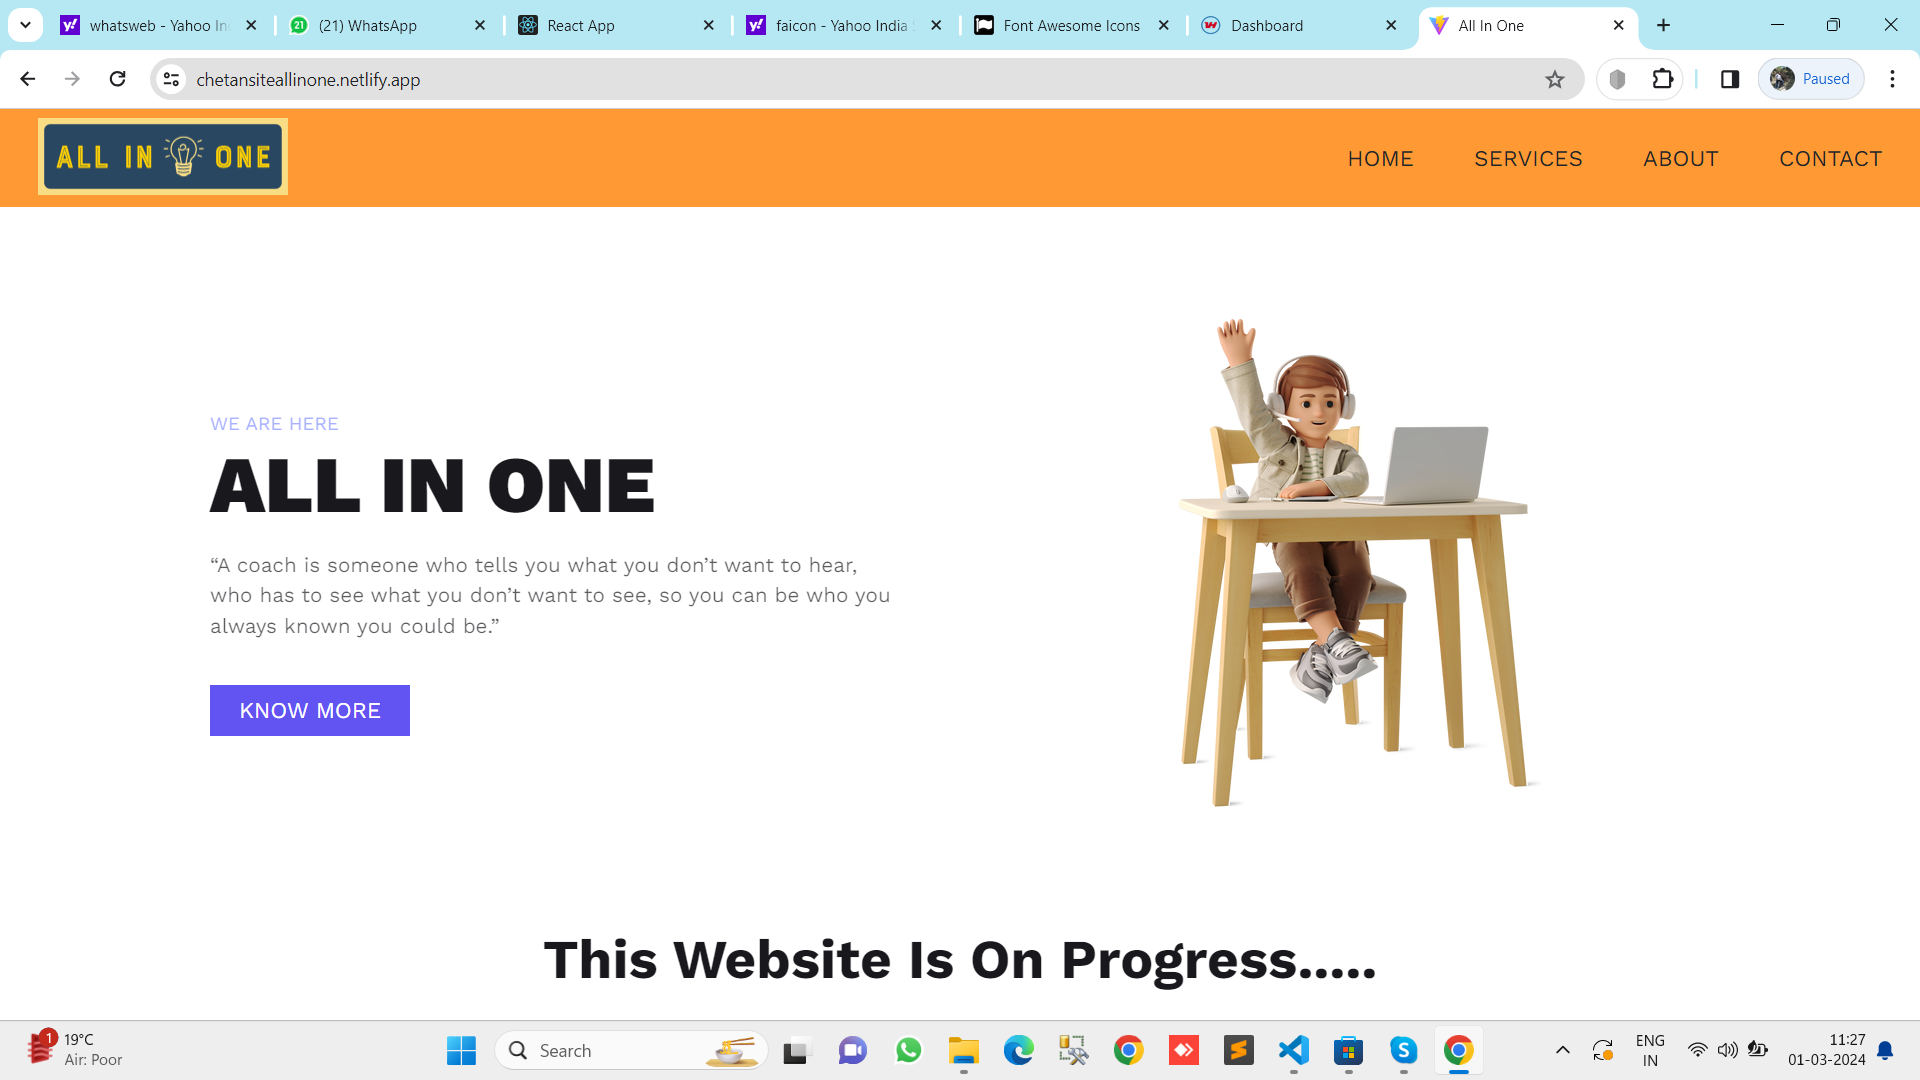 whatsweb - Yahoo In
(21) WhatsApp
React App
faicon - Yahoo India S
Font Awesome Icons
Dashboard
All In One
chetansiteallinone.netlify.app
Paused
ALL IN ONE
HOME
SERVICES
ABOUT
CONTACT
WE ARE HERE
ALL IN ONE
“A coach is someone who tells you what you don’t want to hear,
who has to see what you don’t want to see, so you can be who you
always known you could be.”
KNOW MORE
This Website Is On Progress.....
1
19°C
Air: Poor
Search
ENG
IN
11:27
01-03-2024